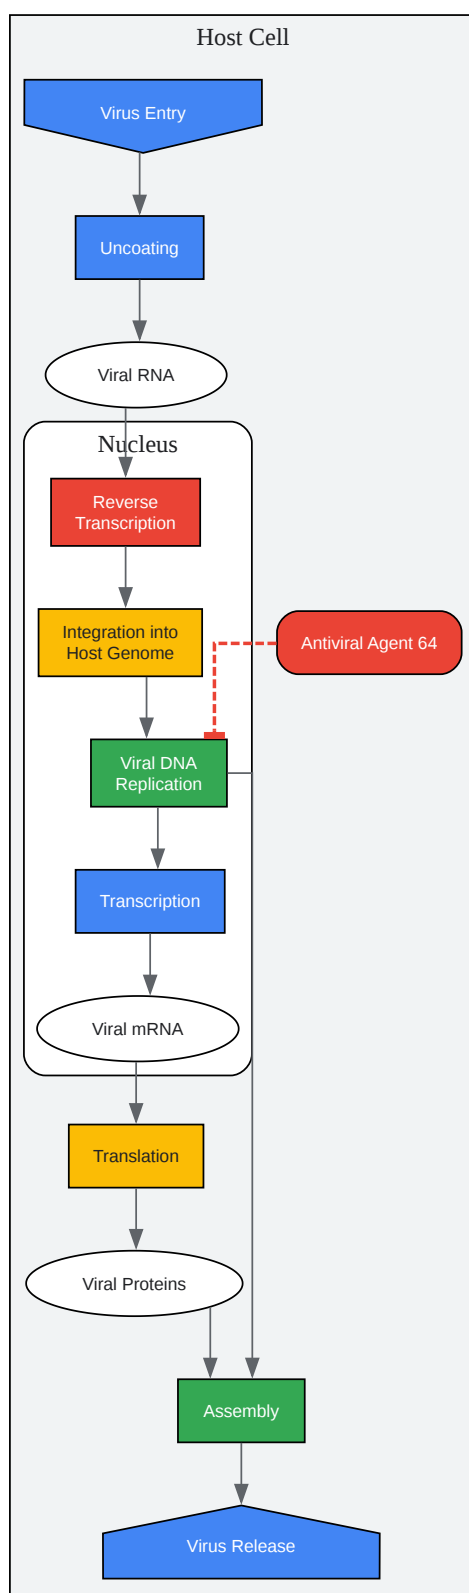 Host Cell
Virus Entry
Uncoating
Viral RNA
Nucleus
Reverse
Transcription
Integration into
Host Genome
Antiviral Agent 64
Viral DNA
Replication
Transcription
Viral mRNA
Translation
Viral Proteins
Assembly
Virus Release